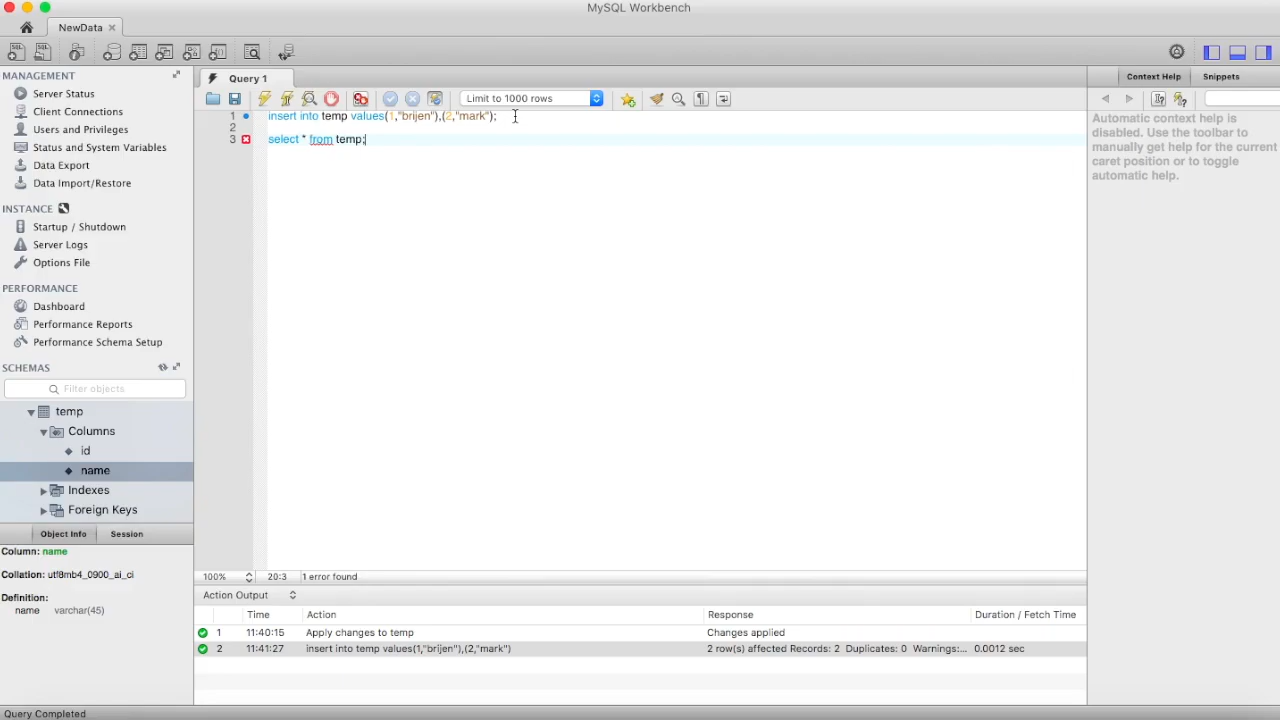 MySQL Workbench
NewData
MANAGEMENT
Server Status
Client Connections
Users and Privileges
Status and System Variables
Data Export
Data Import/Restore
INSTANCE
Startup / Shutdown
Server Logs
Options File
PERFORMANCE
Dashboard
Performance Reports
Performance Schema Setup
SCHEMAS
Filter objects
temp
Columns
id
name
Indexes
Foreign Keys
Object Info Session
Column: name
Collation: utf8mb4_0900_ai_ci
Definition:
name varchar(45)
Query 1
Limit to 1000 rows
1 insert into temp values(1,"brijen"),(2,"mark");
2
3 select * from temp;
100% 20:3 1 error found
Action Output
Time Action Response Duration / Fetch Time
1 11:40:15 Apply changes to temp Changes applied
2 11:41:27 insert into temp values(1,"brijen"),(2,"mark") 2 row(s) affected Records: 2 Duplicates: 0 Warnings:... 0.0012 sec
Context Help Snippets
Automatic context help is
disabled. Use the toolbar to
manually get help for the current
caret position or to toggle
automatic help.
Query Completed